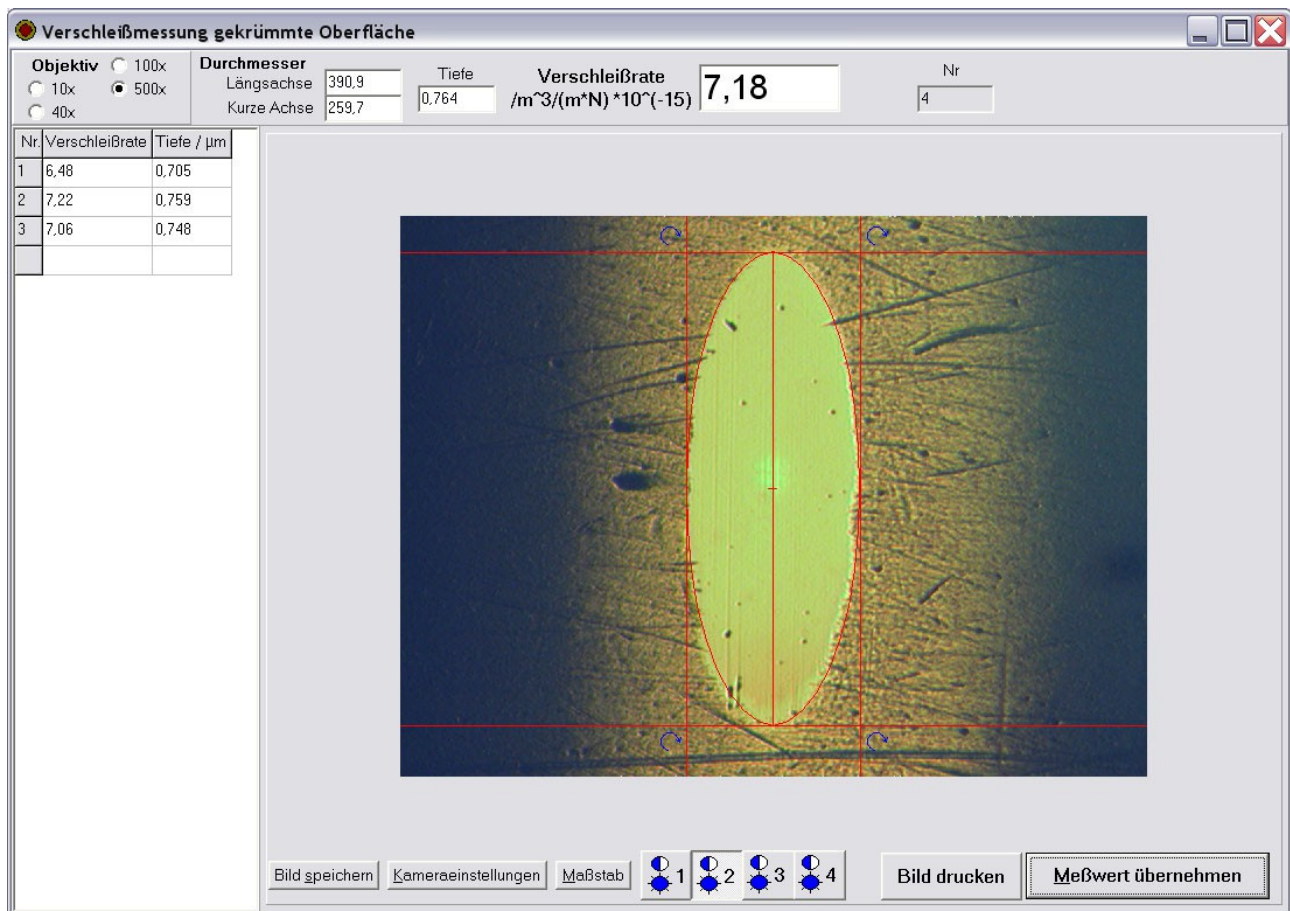 Verschleißmessung gekrümmte Oberfläche
Objektiv
10x
40x
100x
500x
Durchmesser
Längsachse 390,9
Kurze Achse 259,7
Tiefe
0,764
Verschleißrate
/m^3/(m*N) *10^(-15)
7,18
Nr
4
Nr. Verschleißrate Tiefe / µm
1 6,48 0,705
2 7,22 0,759
3 7,06 0,748
Bild speichern Kameraeinstellungen Maßstab 1 2 3 4 Bild drucken Meßwert übernehmen